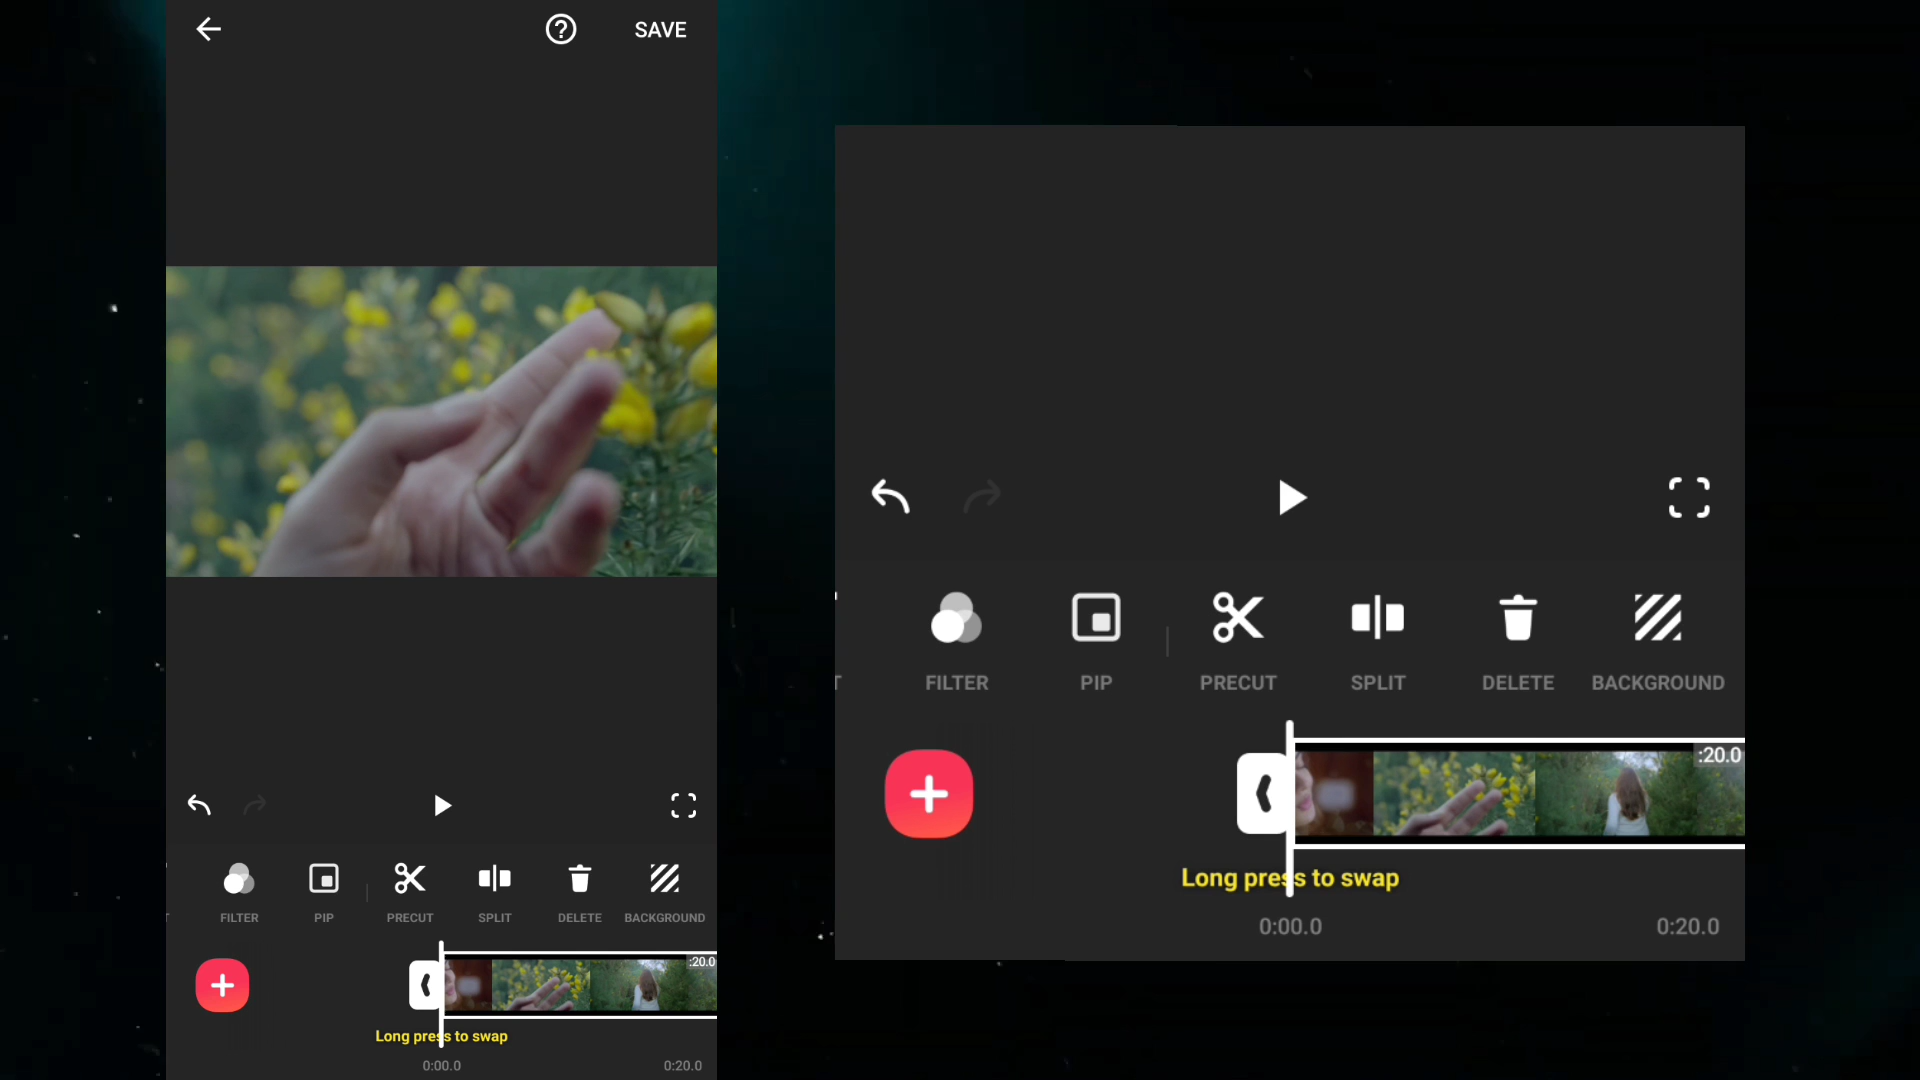 SAVE
FILTER PIP PRECUT SPLIT DELETE BACKGROUND
:20.0
Long press to swap
0:00.0 0:20.0
FILTER PIP PRECUT SPLIT DELETE BACKGROUND
:20.0
Long press to swap
0:00.0 0:20.0